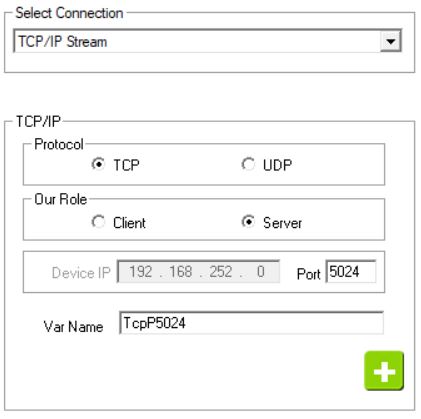 Select Connection
TCP/IP Stream
TCP/IP
Protocol
TCP UDP
Our Role
Client Server
Device IP 192 . 168 . 252 . 0 Port 5024
Var Name TcpP5024